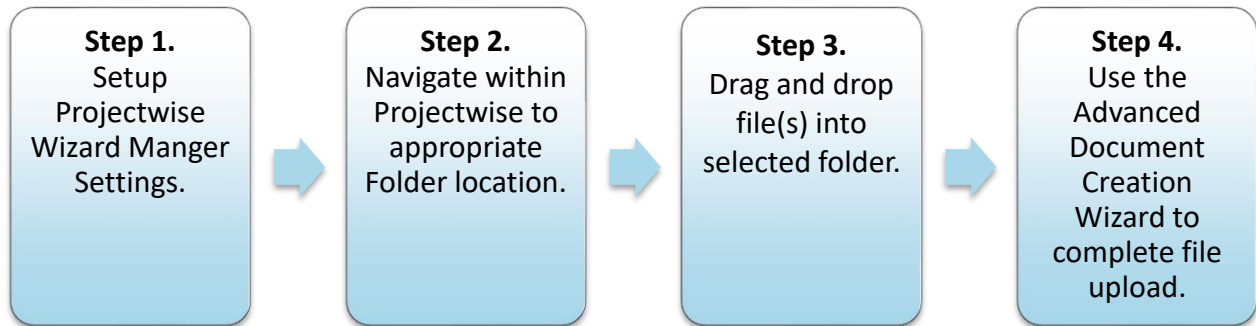 Step 1.
Setup
Projectwise
Wizard Manger
Settings.
Step 2.
Navigate within
Projectwise to
appropriate
Folder location.
Step 3.
Drag and drop
file(s) into
selected folder.
Step 4.
Use the
Advanced
Document
Creation
Wizard to
complete file
upload.